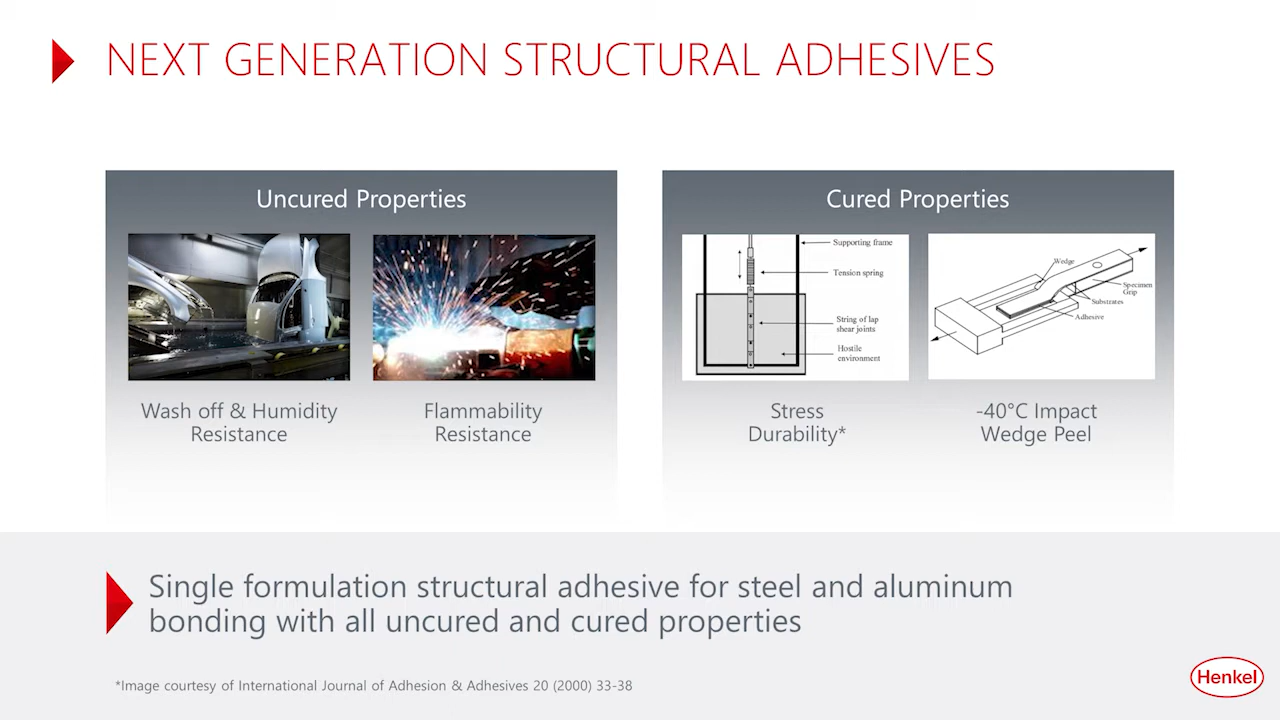 NEXT GENERATION STRUCTURAL ADHESIVES
Uncured Properties
Wash off & Humidity
Resistance
Flammability
Resistance
Cured Properties
Supporting frame
Tension spring
String of lap
shear joints
Hostile
environment
Stress
Durability*
Wedge
Specimen
Grip
Substrates
Adhesive
-40°C Impact
Wedge Peel
Single formulation structural adhesive for steel and aluminum
bonding with all uncured and cured properties
*Image courtesy of International Journal of Adhesion & Adhesives 20 (2000) 33-38
Henkel